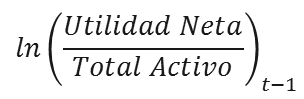 ln (Utilidad Neta / Total Activo)t−1